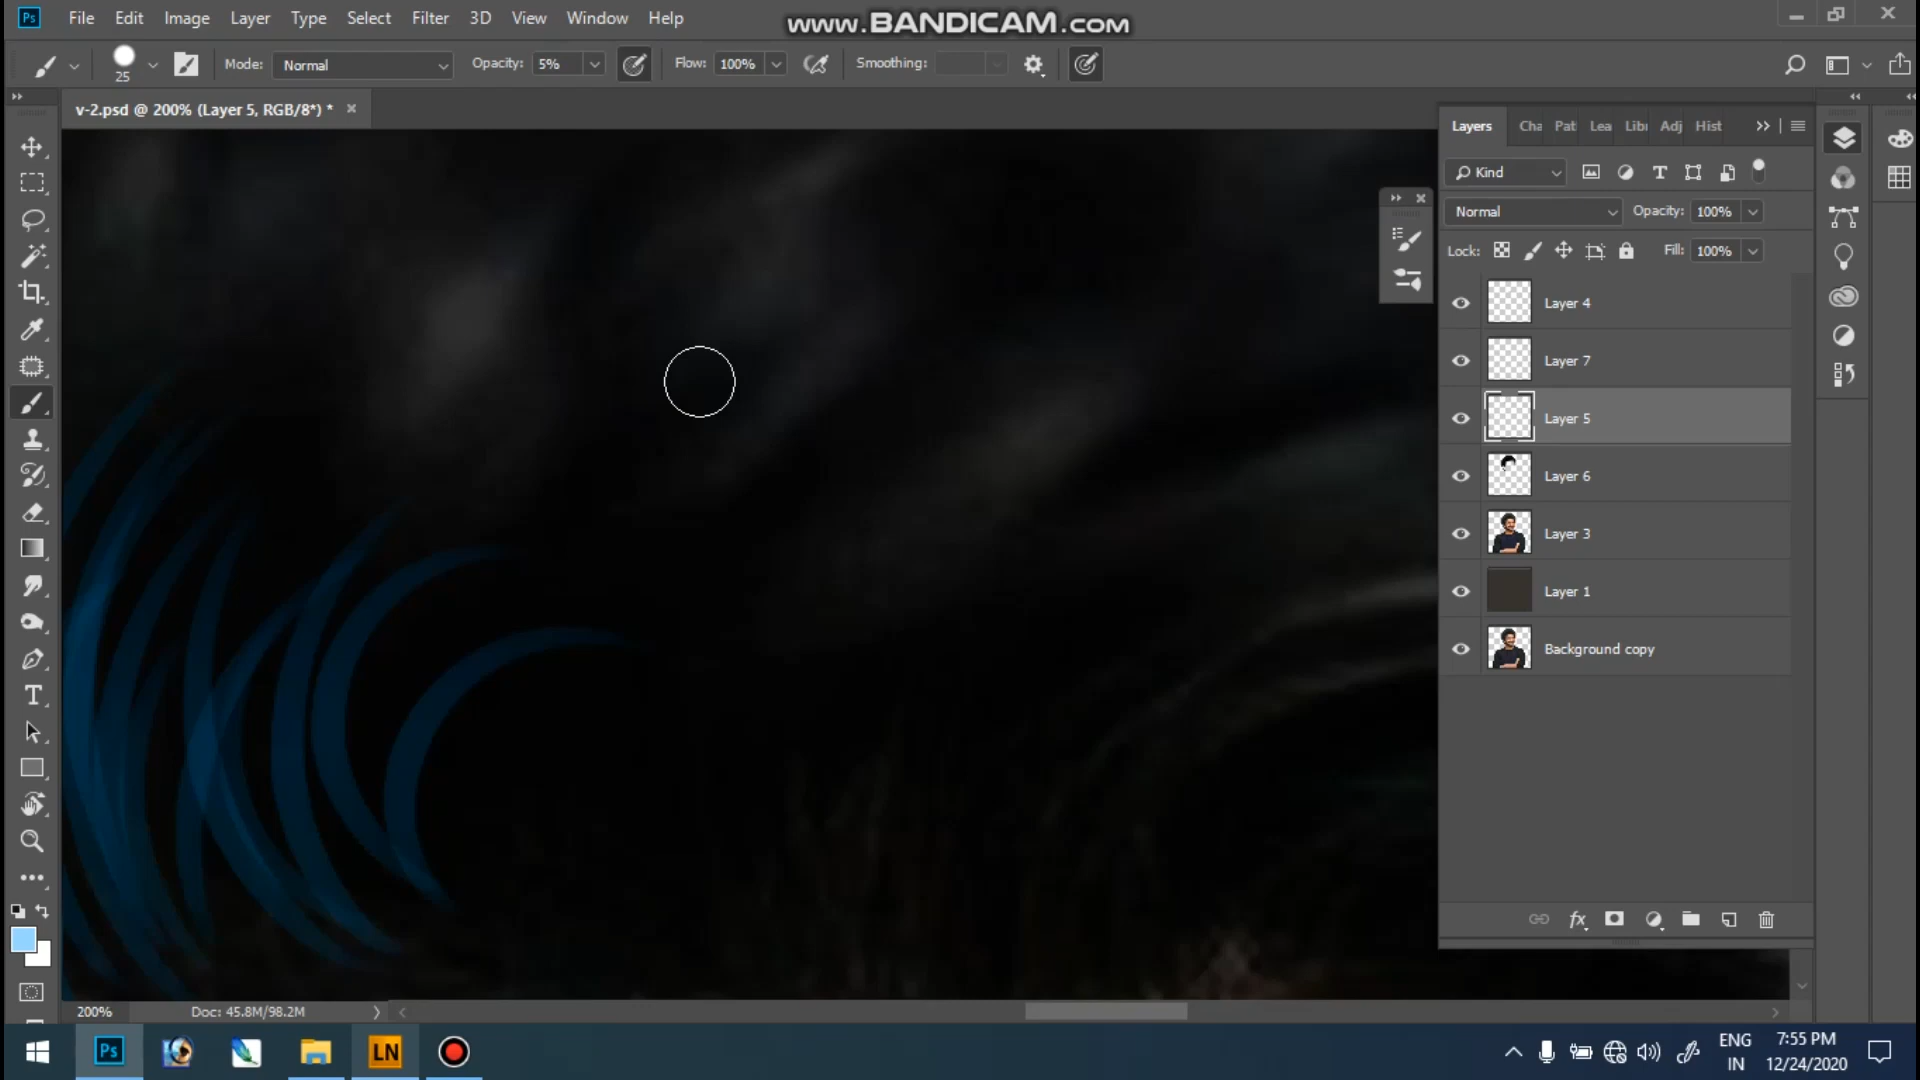 Ps File Edit Image Layer Type Select Filter 3D View Window Help
www.BANDICAM.com
25 Mode: Normal Opacity: 5% Flow: 100% Smoothing:
v-2.psd @ 200% (Layer 5, RGB/8*) *
Layers Cha Pat Lea Libr Adj Hist
Kind
Normal Opacity: 100%
Lock: Fill: 100%
Layer 4
Layer 7
Layer 5
Layer 6
Layer 3
Layer 1
Background copy
fx
200% Doc: 45.8M/98.2M
Ps LN
ENG 7:55 PM
IN 12/24/2020